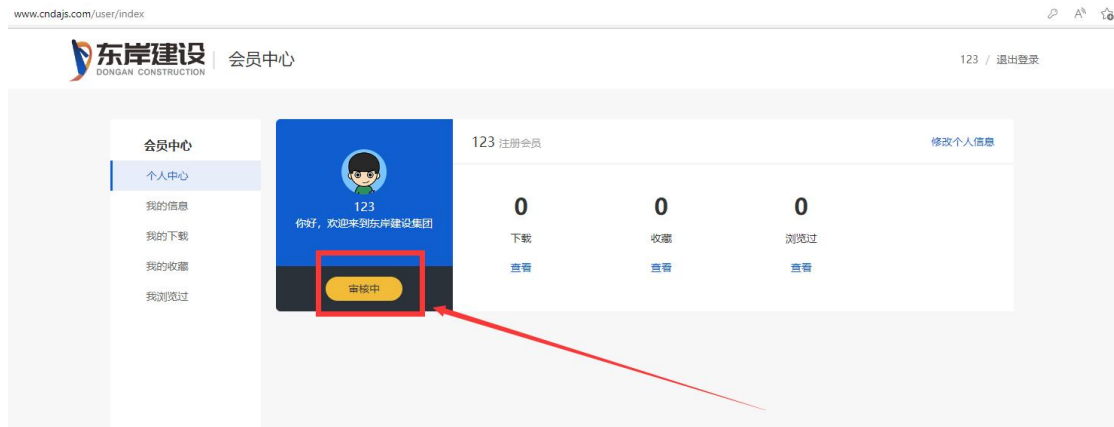 www.cndajs.com/user/index
东岸建设
DONGAN CONSTRUCTION
会员中心
123 / 退出登录
会员中心
个人中心
我的信息
我的下载
我的收藏
我浏览过
123
你好，欢迎来到东岸建设集团
审核中
123 注册会员
修改个人信息
0
下载
查看
0
收藏
查看
0
浏览过
查看